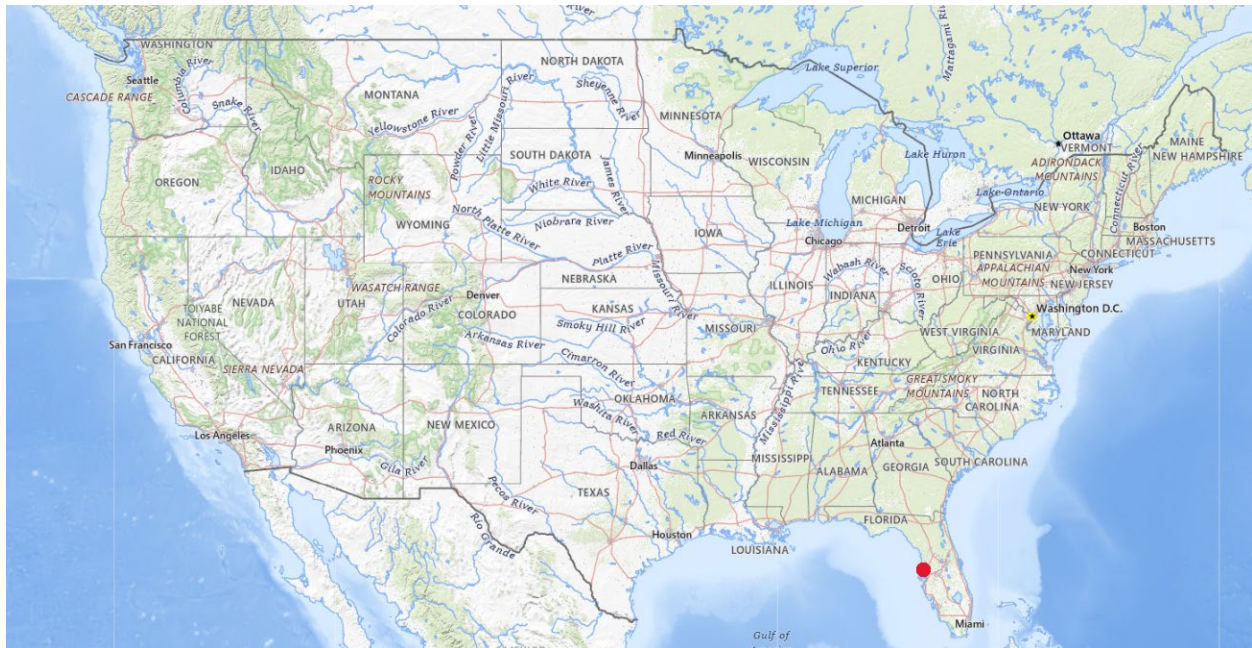 WASHINGTON
Seattle
Columbia River
CASCADE RANGE
Snake River
MONTANA
Yellowstone River
Powder River
Little Missouri River
NORTH DAKOTA
Sheyenne River
MINNESOTA
Lake Superior
Ottawa
VERMONT
MAINE
NEW HAMPSHIRE
ADIRONDACK
MOUNTAINS
OREGON
IDAHO
ROCKY
MOUNTAINS
SOUTH DAKOTA
James River
White River
Minneapolis
WISCONSIN
Lake Huron
Lake Ontario
Connecticut River
MICHIGAN
NEW YORK
WYOMING
North Platte River
Niobrara River
IOWA
Lake Michigan
Chicago
Detroit
Lake
Erie
Boston
MASSACHUSETTS
CONNECTICUT
Platte River
NEBRASKA
Missouri River
PENNSYLVANIA
APPALACHIAN
MOUNTAINS
New York
NEW JERSEY
TOIYABE
NATIONAL
FOREST
NEVADA
UTAH
WASATCH RANGE
Colorado River
Denver
COLORADO
KANSAS
Smoky Hill River
ILLINOIS
Wabash River
INDIANA
Scioto River
OHIO
Washington D.C.
MARYLAND
WEST VIRGINIA
VIRGINIA
San Francisco
CALIFORNIA
SIERRA NEVADA
Arkansas River
Cimarron River
MISSOURI
Ohio River
KENTUCKY
TENNESSEE
GREAT SMOKY
MOUNTAINS
NORTH
CAROLINA
Mississippi River
Los Angeles
ARIZONA
Phoenix
Gila River
NEW MEXICO
OKLAHOMA
Washita River
Red River
ARKANSAS
Dallas
MISSISSIPPI
ALABAMA
Atlanta
GEORGIA
SOUTH CAROLINA
Pecos River
Rio Grande
TEXAS
Houston
LOUISIANA
FLORIDA
Miami
Gulf of